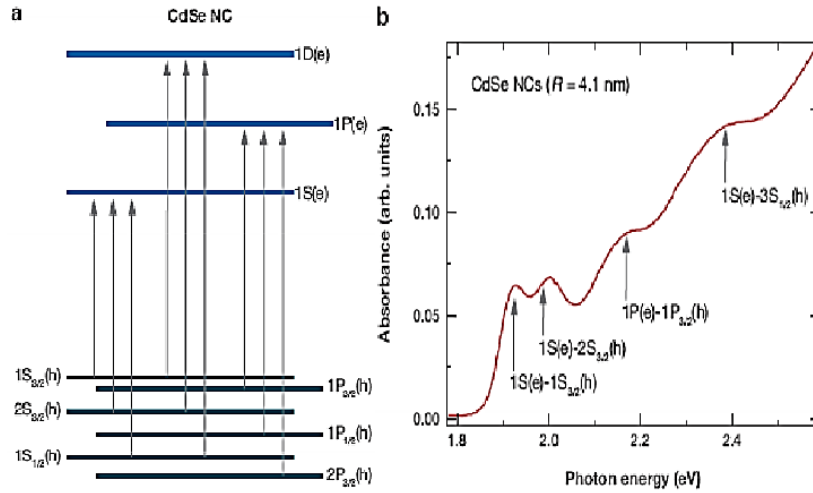 a
CdSe NC
1D(e)
1P(e)
1S(e)
1S3/2(h)
1P3/2(h)
2S3/2(h)
1P1/2(h)
1S1/2(h)
2P3/2(h)
b
CdSe NCs (R = 4.1 nm)
Absorbance (arb. units)
0.15
0.10
0.05
0.00
1S(e)-3S1/2(h)
1P(e)-1P3/2(h)
1S(e)-2S3/2(h)
1S(e)-1S3/2(h)
1.8 2.0 2.2 2.4
Photon energy (eV)